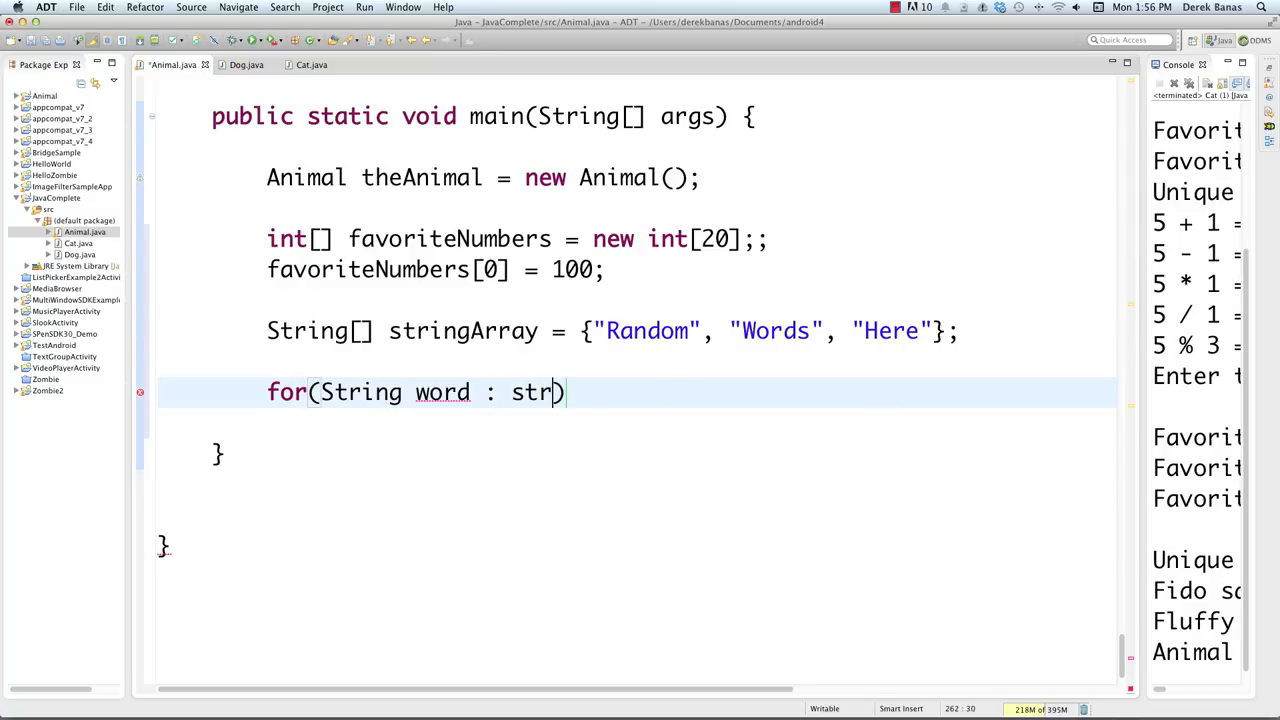 ADT File Edit Refactor Source Navigate Search Project Run Window Help 10 Mon 1:56 PM Derek Banas
Java - JavaComplete/src/Animal.java - ADT - /Users/derekbanas/Documents/android4
Quick Access Java DDMS
Package Exp *Animal.java Dog.java Cat.java Console
Animal
appcompat_v7
appcompat_v7_2
appcompat_v7_3
appcompat_v7_4
BridgeSample
HelloWorld
HelloZombie
ImageFilterSampleApp
JavaComplete
src
(default package)
Animal.java
Cat.java
Dog.java
JRE System Library [Ja
ListPickerExample2Activi
MediaBrowser
MultiWindowSDKExample
MusicPlayerActivity
SlookActivity
SPenSDK30_Demo
TestAndroid
TextGroupActivity
VideoPlayerActivity
Zombie
Zombie2
public static void main(String[] args) {
Animal theAnimal = new Animal();
int[] favoriteNumbers = new int[20];;
favoriteNumbers[0] = 100;
String[] stringArray = {"Random", "Words", "Here"};
for(String word : str)
}
}
<terminated> Cat (1) [Java
Favorit
Favorit
Unique
5 + 1 =
5 - 1 =
5 * 1 =
5 / 1 =
5 % 3 =
Enter t
Favorit
Favorit
Favorit
Unique
Fido sa
Fluffy
Animal
Writable Smart Insert 262 : 30 218M of 395M